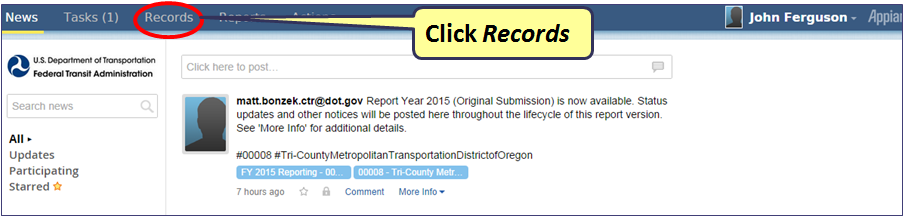 News Tasks (1) Records Reports Actions John Ferguson Appian
Click Records
U.S. Department of Transportation
Federal Transit Administration
Click here to post…
Search news
matt.bonzek.ctr@dot.gov Report Year 2015 (Original Submission) is now available. Status
updates and other notices will be posted here throughout the lifecycle of this report version.
See 'More Info' for additional details.
All
Updates
Participating
Starred
#00008 #Tri-CountyMetropolitanTransportationDistrictofOregon
FY 2015 Reporting - 00... 00008 - Tri-County Metr...
7 hours ago Comment More Info